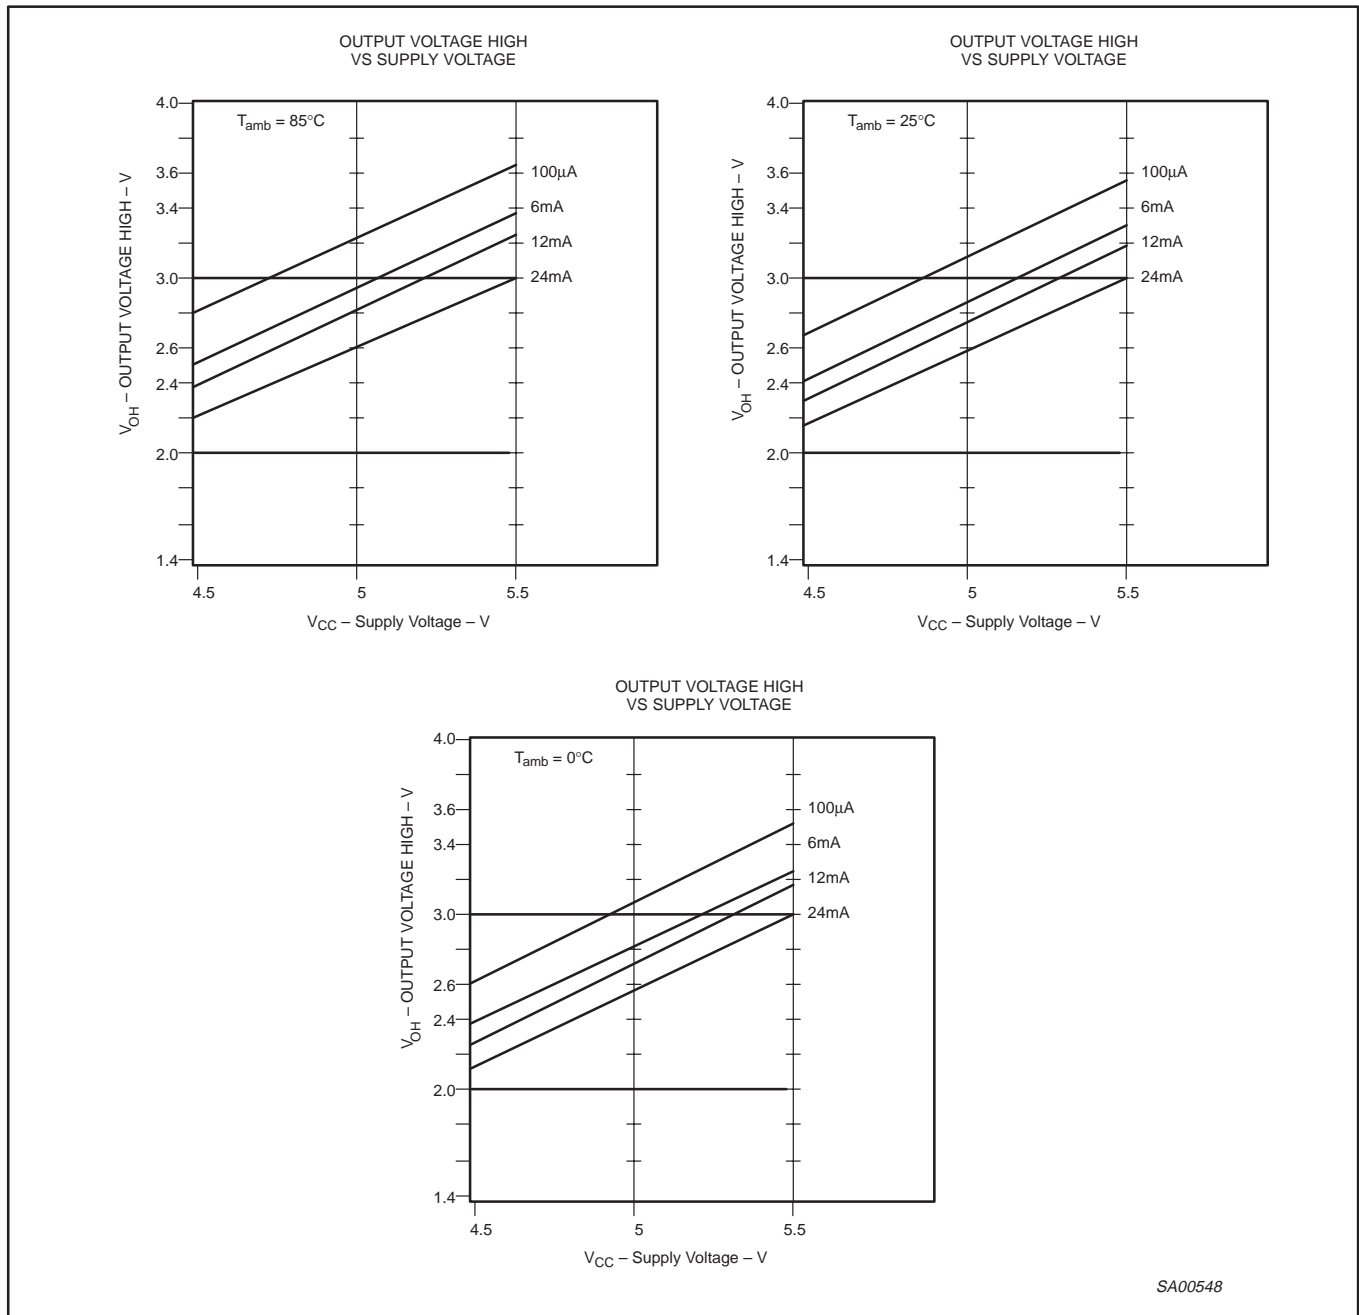 OUTPUT VOLTAGE HIGH
VS SUPPLY VOLTAGE
Tamb = 85°C
VOH – OUTPUT VOLTAGE HIGH – V
4.0
3.6
3.4
3.0
2.6
2.4
2.0
1.4
100µA
6mA
12mA
24mA
4.5
5
5.5
VCC – Supply Voltage – V
OUTPUT VOLTAGE HIGH
VS SUPPLY VOLTAGE
Tamb = 25°C
VOH – OUTPUT VOLTAGE HIGH – V
4.0
3.6
3.4
3.0
2.6
2.4
2.0
1.4
100µA
6mA
12mA
24mA
4.5
5
5.5
VCC – Supply Voltage – V
OUTPUT VOLTAGE HIGH
VS SUPPLY VOLTAGE
Tamb = 0°C
VOH – OUTPUT VOLTAGE HIGH – V
4.0
3.6
3.4
3.0
2.6
2.4
2.0
1.4
100µA
6mA
12mA
24mA
4.5
5
5.5
VCC – Supply Voltage – V
SA00548